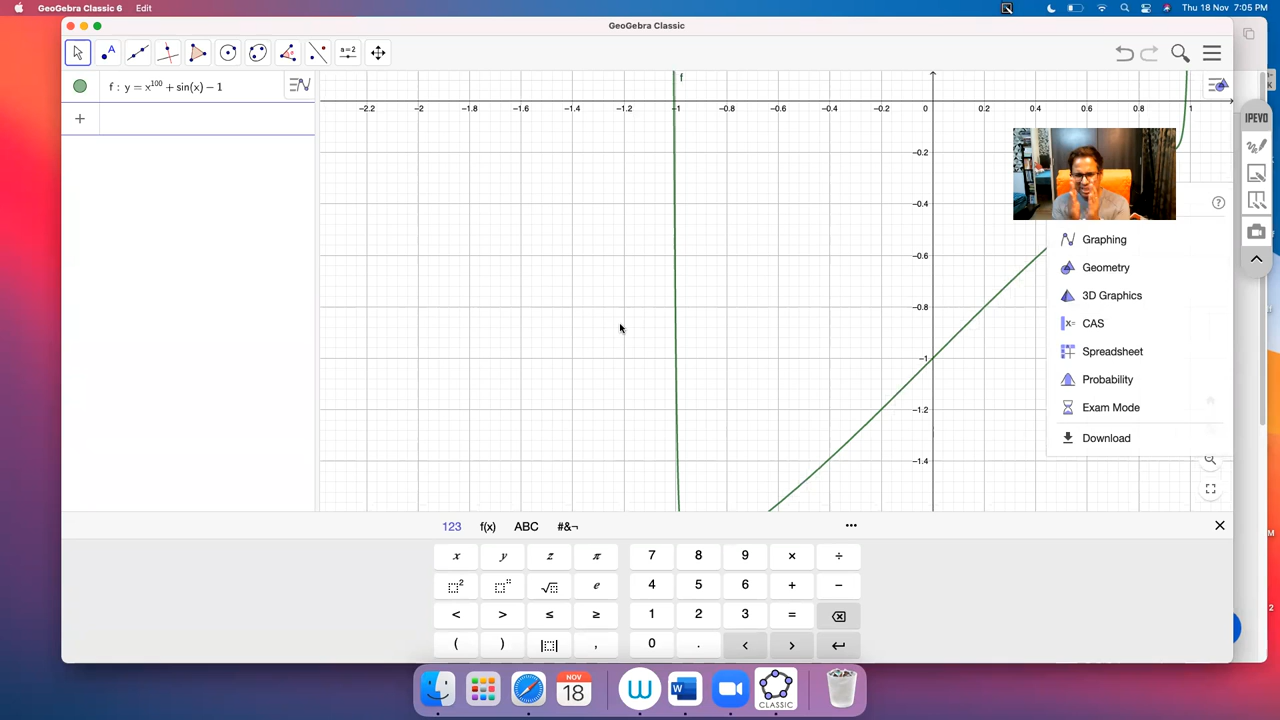 GeoGebra Classic 6 Edit
Thu 18 Nov 7:05 PM
GeoGebra Classic
a=2
f : y = x¹⁰⁰ + sin(x) − 1
+
f
−2.2 −2 −1.8 −1.6 −1.4 −1.2 −1 −0.8 −0.6 −0.4 −0.2 0 0.2 0.4 0.6 0.8 1
−0.2
−0.4
−0.6
−0.8
−1
−1.2
−1.4
IPEVO
Graphing
Geometry
3D Graphics
x= CAS
Spreadsheet
Probability
Exam Mode
Download
123 f(x) ABC #&¬ ...
x y z π 7 8 9 × ÷
e 4 5 6 + −
< > ≤ ≥ 1 2 3 =
( ) , 0 . < >
NOV
18
W
W
CLASSIC